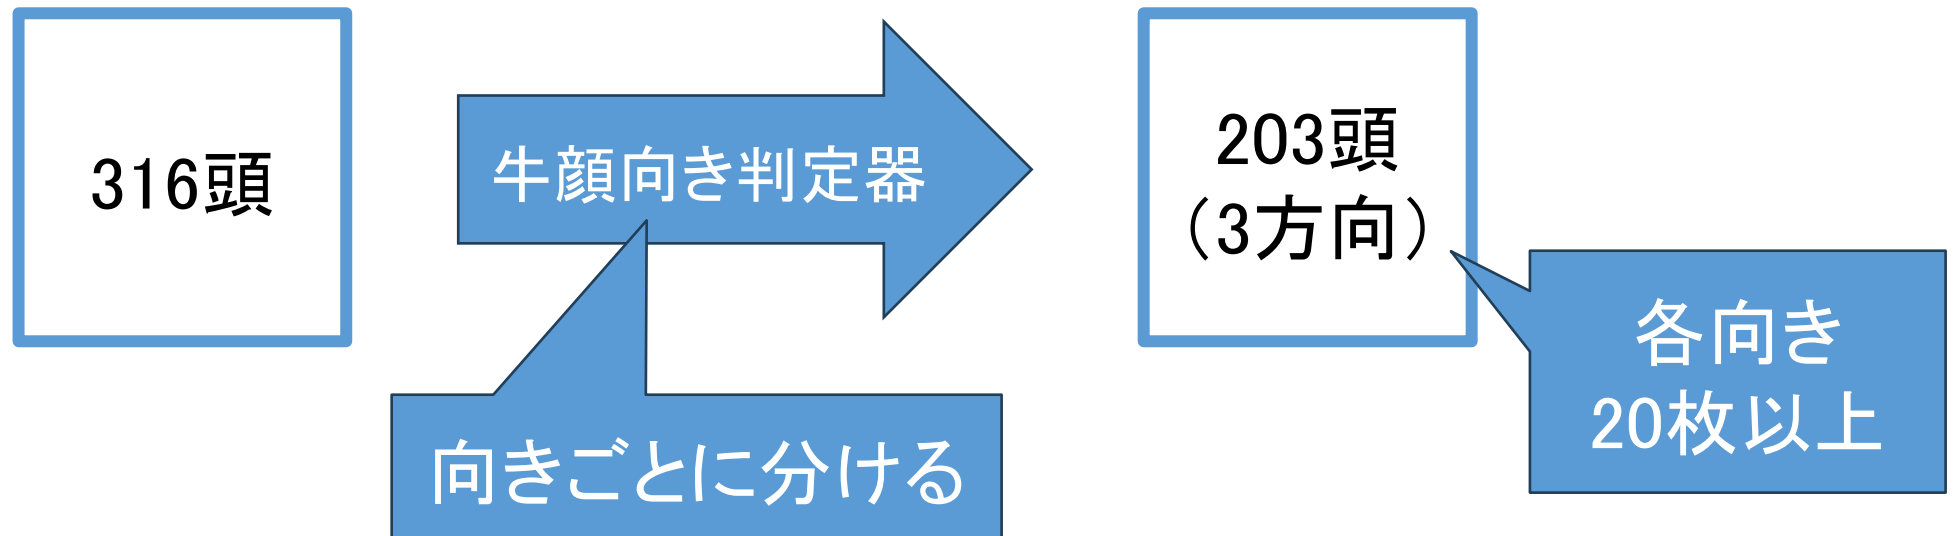 316頭
牛顔向き判定器
向きごとに分ける
203頭
（3方向）
各向き
20枚以上